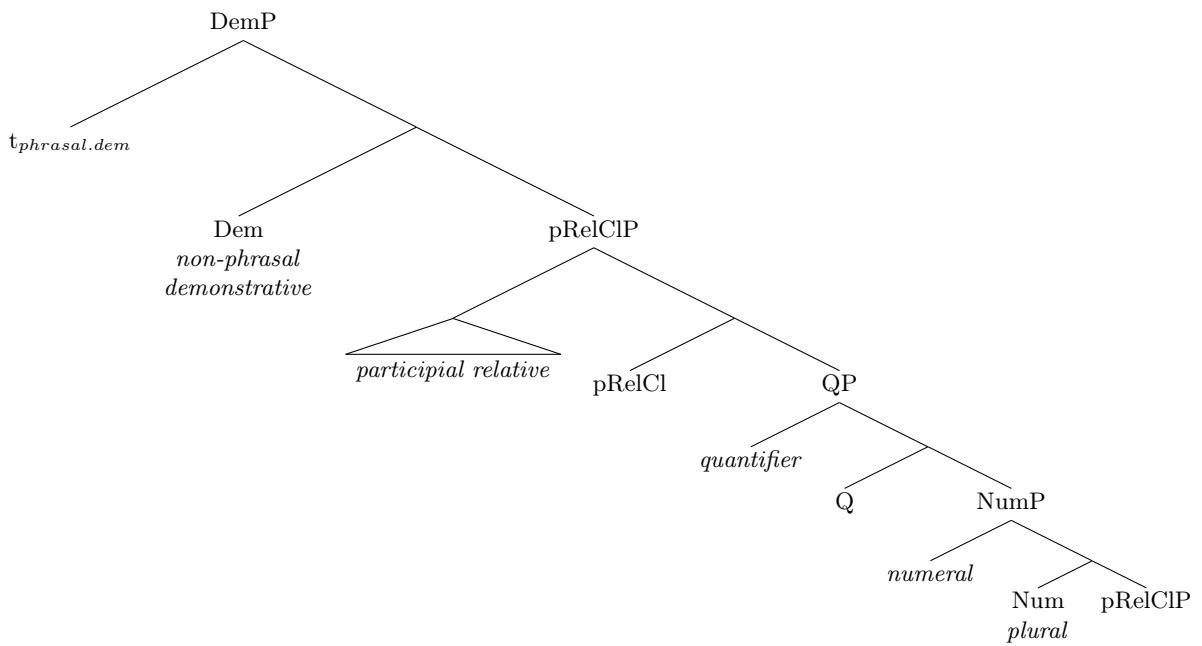 DemP
t_phrasal.dem
Dem
non-phrasal
demonstrative
pRelClP
participial relative
pRelCl
QP
quantifier
Q
NumP
numeral
Num
plural
pRelClP